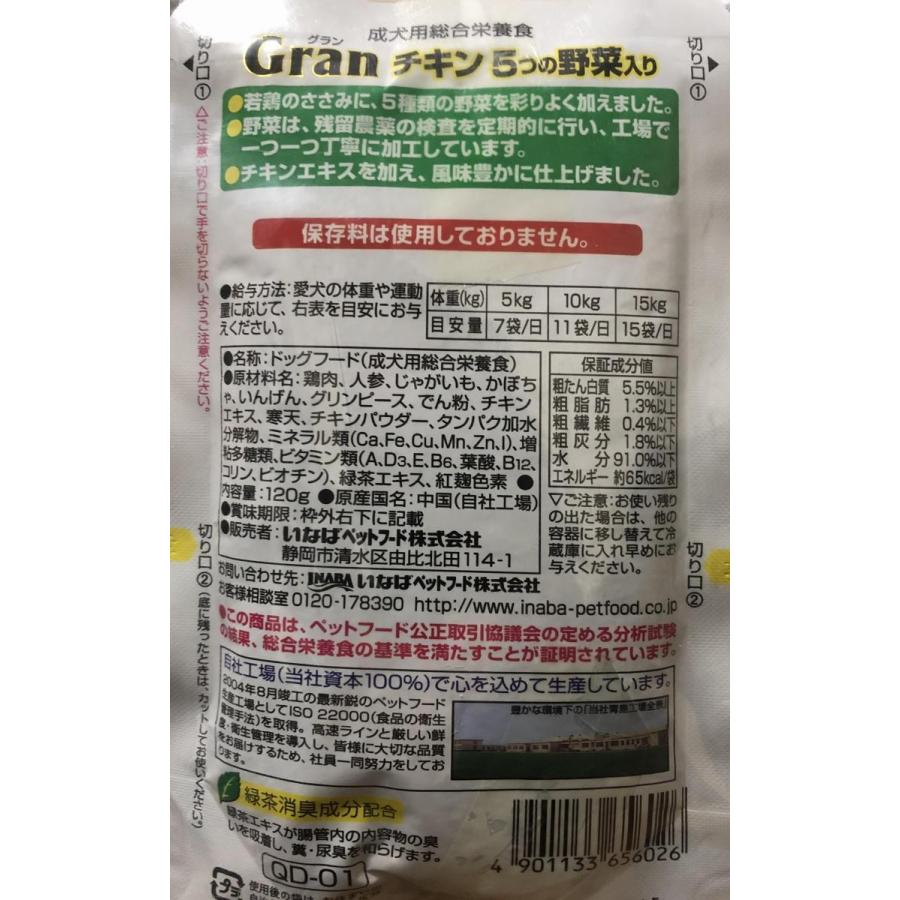 成犬用総合栄養食
グラン
Gran チキン 5つの野菜入り
切り口①
△ご注意:切り口で手を切らないようご注意ください。
切り口①
●若鶏のささみに、5種類の野菜を彩りよく加えました。
●野菜は、残留農薬の検査を定期的に行い、工場で
一つ一つ丁寧に加工しています。
●チキンエキスを加え、風味豊かに仕上げました。
保存料は使用しておりません。
●給与方法:愛犬の体重や運動
量に応じて、右表を目安にお与
えください。
体重(kg) 5kg 10kg 15kg
目安量 7袋/日 11袋/日 15袋/日
●名称:ドッグフード(成犬用総合栄養食)
●原材料名:鶏肉、人参、じゃがいも、かぼち
ゃ、いんげん、グリンピース、でん粉、チキン
エキス、寒天、チキンパウダー、タンパク加水
分解物、ミネラル類(Ca,Fe,Cu,Mn,Zn,I)、増
粘多糖類、ビタミン類(A,D3,E,B6,葉酸,B12,
コリン,ビオチン)、緑茶エキス、紅麹色素 ●
内容量:120g ●原産国名:中国(自社工場)
●賞味期限:枠外右下に記載
●販売者:いなばペットフード株式会社
静岡市清水区由比北田114-1
保証成分値
粗たん白質 5.5%以上
粗脂肪 1.3%以上
粗繊維 0.4%以下
粗灰分 1.8%以下
水分 91.0%以下
エネルギー 約65kcal/袋
▽ご注意:お使い残り
の出た場合は、他の
容器に移し替えて冷
蔵庫に入れ早めにお
与えください。
切り口②
(底に残ったときは、カットしてお使いください。)
切り口②
お問い合わせ先: INABA いなばペットフード株式会社
お客様相談室 0120-178390 http://www.inaba-petfood.co.jp
●この商品は、ペットフード公正取引協議会の定める分析試験
の結果、総合栄養食の基準を満たすことが証明されています。
自社工場(当社資本100%)で心を込めて生産しています。
2004年8月竣工の最新鋭のペットフード
生産工場としてISO 22000(食品の衛生
管理手法)を取得。高速ラインと厳しい鮮
度・衛生管理を導入し、皆様に大切な品質
をお届けするため、社員一同努力をしてお
ります。
豊かな環境下の「当社青島工場全景」
緑茶消臭成分配合
緑茶エキスが腸管内の内容物の臭
いを吸着し、糞・尿臭を和らげます。
QD-01
4 901133 656026
プラ
使用後の袋は、